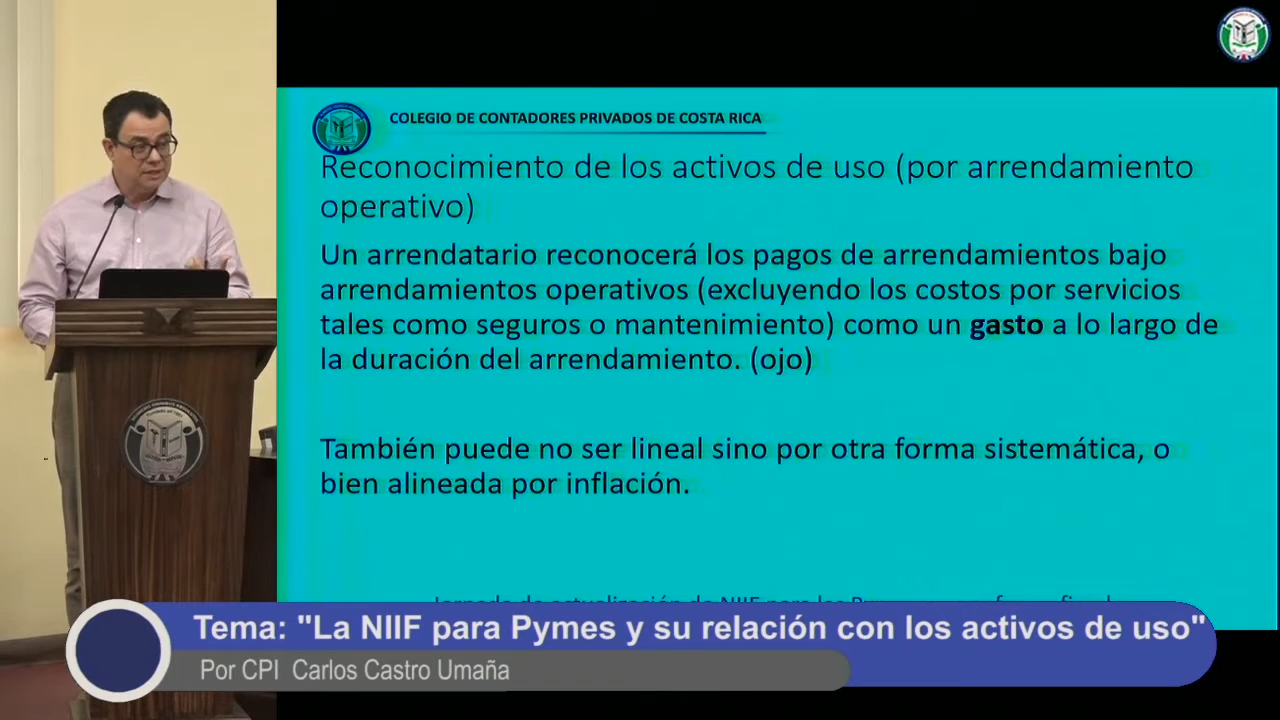 COLEGIO DE CONTADORES PRIVADOS DE COSTA RICA
Reconocimiento de los activos de uso (por arrendamiento
operativo)
Un arrendatario reconocerá los pagos de arrendamientos bajo
arrendamientos operativos (excluyendo los costos por servicios
tales como seguros o mantenimiento) como un gasto a lo largo de
la duración del arrendamiento. (ojo)
También puede no ser lineal sino por otra forma sistemática, o
bien alineada por inflación.
Tema: "La NIIF para Pymes y su relación con los activos de uso"
Por CPI Carlos Castro Umaña